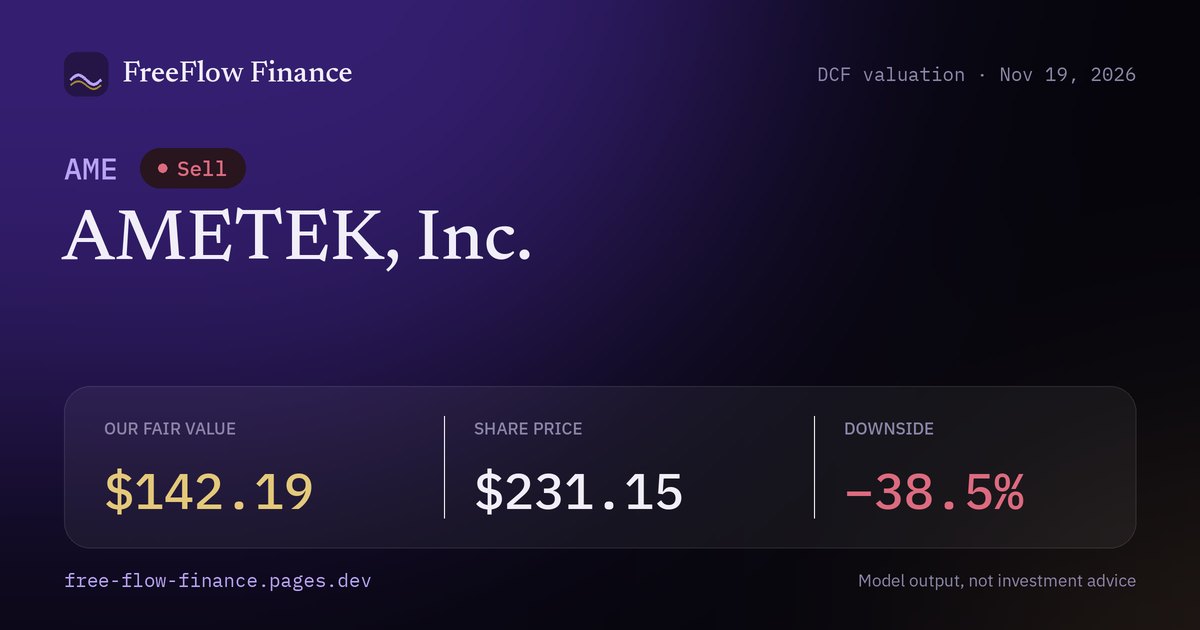 FreeFlow Finance
DCF valuation · Nov 19, 2026
AME
Sell
AMETEK, Inc.
OUR FAIR VALUE
SHARE PRICE
DOWNSIDE
$142.19
$231.15
−38.5%
free-flow-finance.pages.dev
Model output, not investment advice